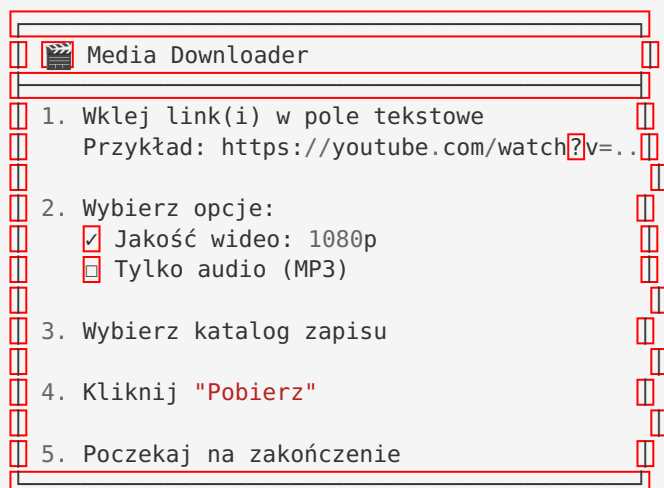 🎬 Media Downloader
1. Wklej link(i) w pole tekstowe
Przykład: https://youtube.com/watch?v=..
2. Wybierz opcje:
✓ Jakość wideo: 1080p
☐ Tylko audio (MP3)
3. Wybierz katalog zapisu
4. Kliknij "Pobierz"
5. Poczekaj na zakończenie